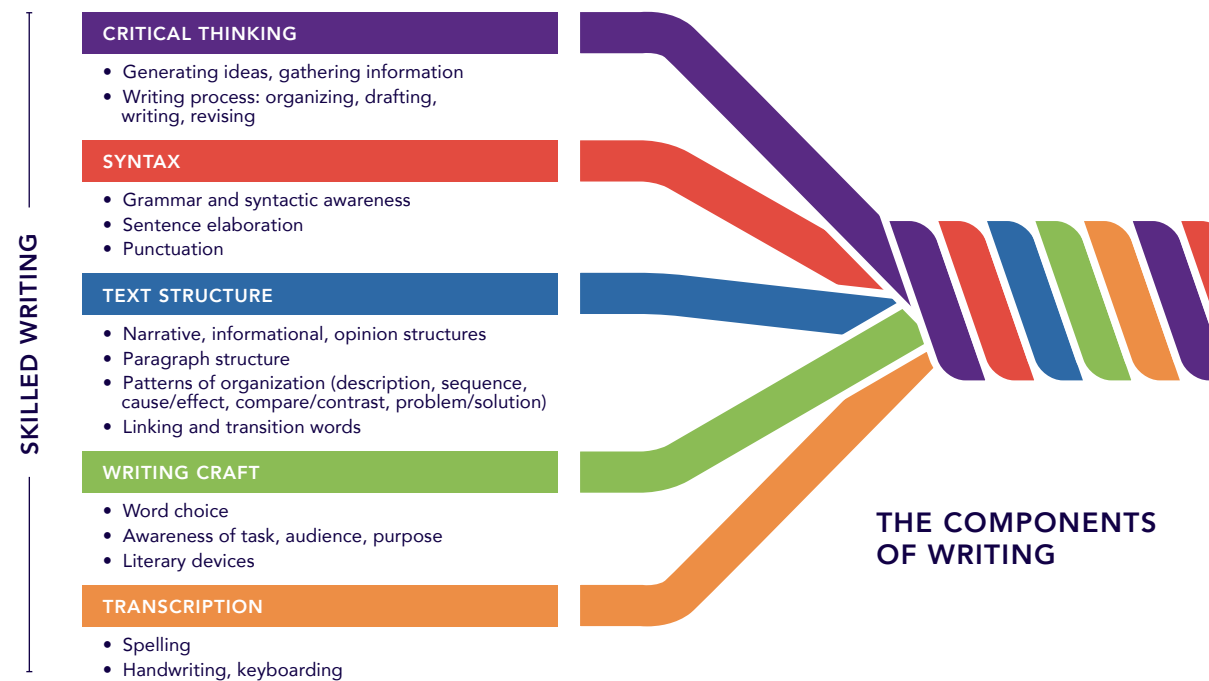 SKILLED WRITING
CRITICAL THINKING
• Generating ideas, gathering information
• Writing process: organizing, drafting,
writing, revising
SYNTAX
• Grammar and syntactic awareness
• Sentence elaboration
• Punctuation
TEXT STRUCTURE
• Narrative, informational, opinion structures
• Paragraph structure
• Patterns of organization (description, sequence,
cause/effect, compare/contrast, problem/solution)
• Linking and transition words
WRITING CRAFT
• Word choice
• Awareness of task, audience, purpose
• Literary devices
TRANSCRIPTION
• Spelling
• Handwriting, keyboarding
THE COMPONENTS
OF WRITING